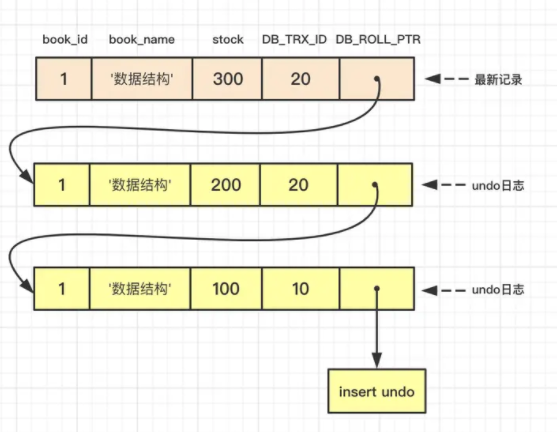 book_id book_name stock DB_TRX_ID DB_ROLL_PTR
1 '数据结构' 300 20 最新记录
1 '数据结构' 200 20 undo日志
1 '数据结构' 100 10 undo日志
insert undo